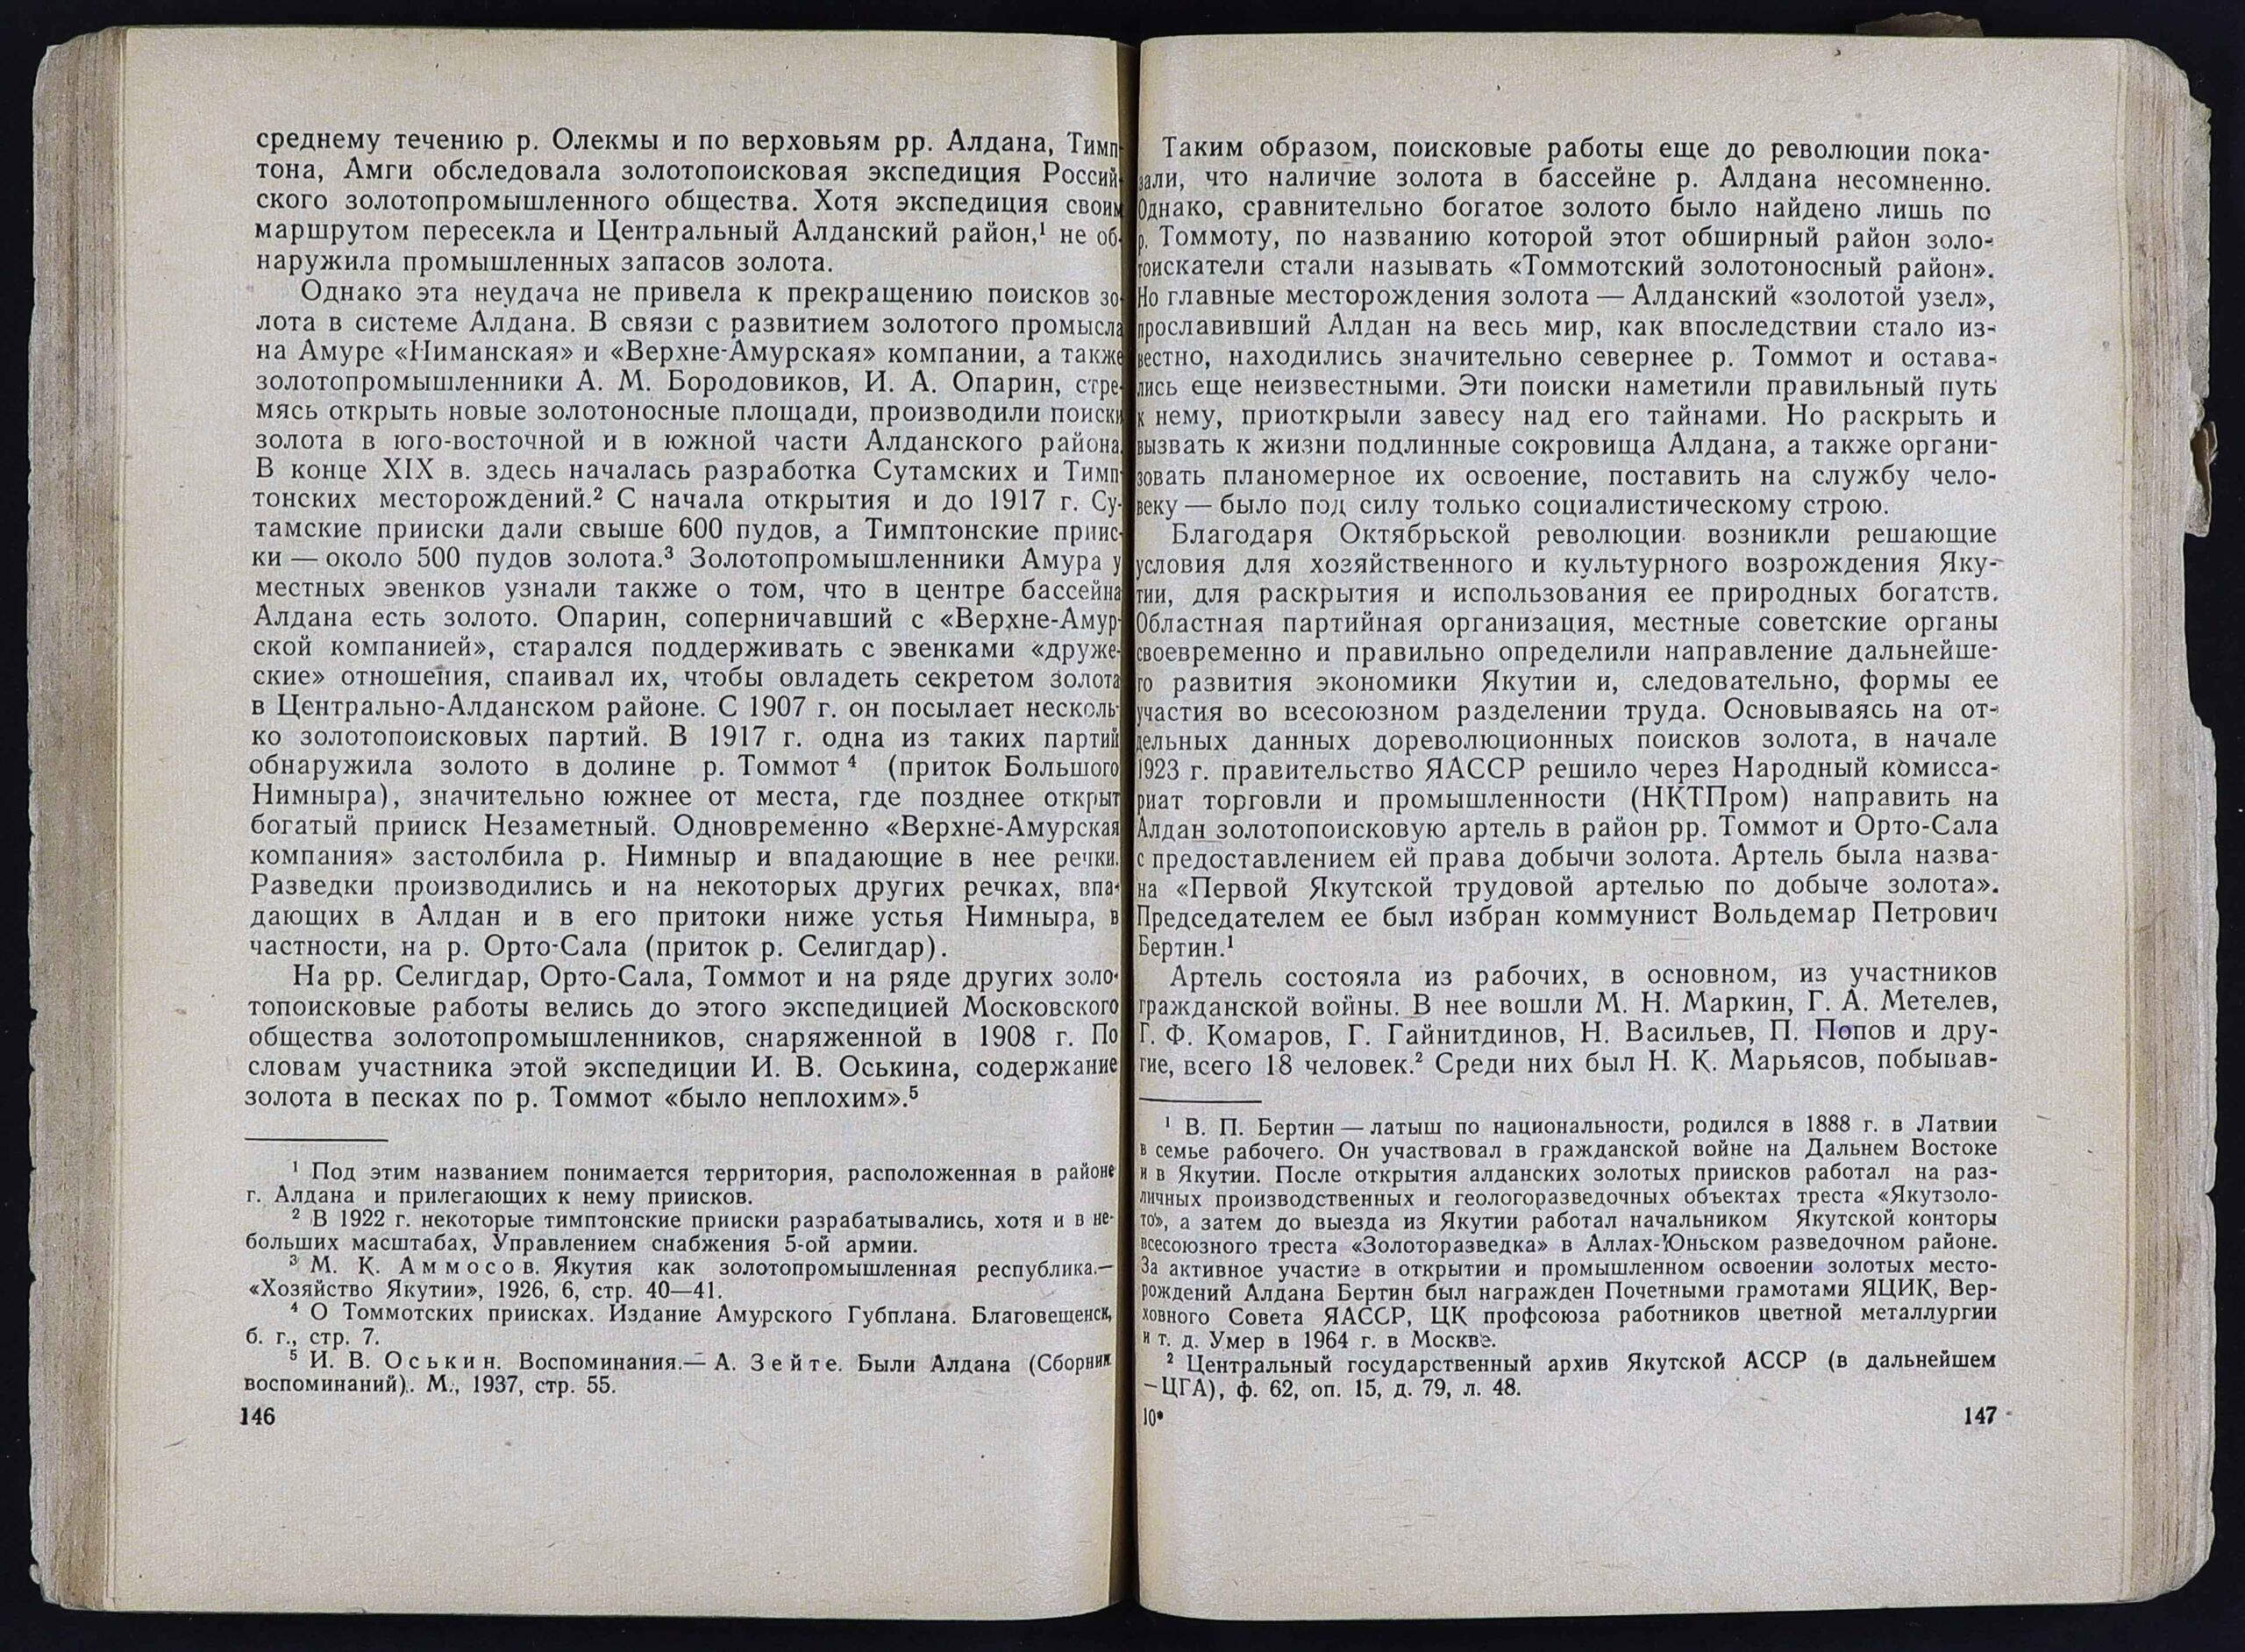 среднему течению р. Олекмы и по верховьям рр. Алдана, Тимп-
тона, Амги обследовала золотопоисковая экспедиция Россий-
ского золотопромышленного общества. Хотя экспедиция своим
маршрутом пересекла и Центральный Алданский район,¹ не об-
наружила промышленных запасов золота.
Однако эта неудача не привела к прекращению поисков зо-
лота в системе Алдана. В связи с развитием золотого промысла
на Амуре «Ниманская» и «Верхне-Амурская» компании, а также
золотопромышленники А. М. Бородовиков, И. А. Опарин, стре-
мясь открыть новые золотоносные площади, производили поиски
золота в юго-восточной и в южной части Алданского района.
В конце XIX в. здесь началась разработка Сутамских и Тимп-
тонских месторождений.² С начала открытия и до 1917 г. Су-
тамские прииски дали свыше 600 пудов, а Тимптонские приис-
ки — около 500 пудов золота.³ Золотопромышленники Амура у
местных эвенков узнали также о том, что в центре бассейна
Алдана есть золото. Опарин, соперничавший с «Верхне-Амур-
ской компанией», старался поддерживать с эвенками «друже-
ские» отношения, спаивал их, чтобы овладеть секретом золота
в Центрально-Алданском районе. С 1907 г. он посылает несколь-
ко золотопоисковых партий. В 1917 г. одна из таких партий
обнаружила золото в долине р. Томмот⁴ (приток Большого
Нимныра), значительно южнее от места, где позднее открыт
богатый прииск Незаметный. Одновременно «Верхне-Амурская
компания» застолбила р. Нимныр и впадающие в нее речки.
Разведки производились и на некоторых других речках, впа-
дающих в Алдан и в его притоки ниже устья Нимныра, в
частности, на р. Орто-Сала (приток р. Селигдар).
На рр. Селигдар, Орто-Сала, Томмот и на ряде других золо-
топоисковые работы велись до этого экспедицией Московского
общества золотопромышленников, снаряженной в 1908 г. По
словам участника этой экспедиции И. В. Оськина, содержание
золота в песках по р. Томмот «было неплохим».⁵
¹ Под этим названием понимается территория, расположенная в районе
г. Алдана и прилегающих к нему приисков.
² В 1922 г. некоторые тимптонские прииски разрабатывались, хотя и в не-
больших масштабах, Управлением снабжения 5-ой армии.
³ М. К. Аммосов. Якутия как золотопромышленная республика.—
«Хозяйство Якутии», 1926, 6, стр. 40—41.
⁴ О Томмотских приисках. Издание Амурского Губплана. Благовещенск,
б. г., стр. 7.
⁵ И. В. Оськин. Воспоминания.— А. Зейте. Были Алдана (Сборник
воспоминаний). М., 1937, стр. 55.
146
Таким образом, поисковые работы еще до революции пока-
зали, что наличие золота в бассейне р. Алдана несомненно.
Однако, сравнительно богатое золото было найдено лишь по
р. Томмоту, по названию которой этот обширный район золо-
тоискатели стали называть «Томмотский золотоносный район».
Но главные месторождения золота — Алданский «золотой узел»,
прославивший Алдан на весь мир, как впоследствии стало из-
вестно, находились значительно севернее р. Томмот и остава-
лись еще неизвестными. Эти поиски наметили правильный путь
к нему, приоткрыли завесу над его тайнами. Но раскрыть и
вызвать к жизни подлинные сокровища Алдана, а также органи-
зовать планомерное их освоение, поставить на службу чело-
веку — было под силу только социалистическому строю.
Благодаря Октябрьской революции возникли решающие
условия для хозяйственного и культурного возрождения Яку-
тии, для раскрытия и использования ее природных богатств.
Областная партийная организация, местные советские органы
своевременно и правильно определили направление дальнейше-
го развития экономики Якутии и, следовательно, формы ее
участия во всесоюзном разделении труда. Основываясь на от-
дельных данных дореволюционных поисков золота, в начале
1923 г. правительство ЯАССР решило через Народный комисса-
риат торговли и промышленности (НКТПром) направить на
Алдан золотопоисковую артель в район рр. Томмот и Орто-Сала
с предоставлением ей права добычи золота. Артель была назва-
на «Первой Якутской трудовой артелью по добыче золота».
Председателем ее был избран коммунист Вольдемар Петрович
Бертин.¹
Артель состояла из рабочих, в основном, из участников
гражданской войны. В нее вошли М. Н. Маркин, Г. А. Метелев,
Г. Ф. Комаров, Г. Гайнитдинов, Н. Васильев, П. Попов и дру-
гие, всего 18 человек.² Среди них был Н. К. Марьясов, побывав-
¹ В. П. Бертин — латыш по национальности, родился в 1888 г. в Латвии
в семье рабочего. Он участвовал в гражданской войне на Дальнем Востоке
и в Якутии. После открытия алданских золотых приисков работал на раз-
личных производственных и геологоразведочных объектах треста «Якутзоло-
то», а затем до выезда из Якутии работал начальником Якутской конторы
всесоюзного треста «Золоторазведка» в Аллах-Юньском разведочном районе.
За активное участие в открытии и промышленном освоении золотых место-
рождений Алдана Бертин был награжден Почетными грамотами ЯЦИК, Вер-
ховного Совета ЯАССР, ЦК профсоюза работников цветной металлургии
и т. д. Умер в 1964 г. в Москве.
² Центральный государственный архив Якутской АССР (в дальнейшем
—ЦГА), ф. 62, оп. 15, д. 79, л. 48.
10*
147